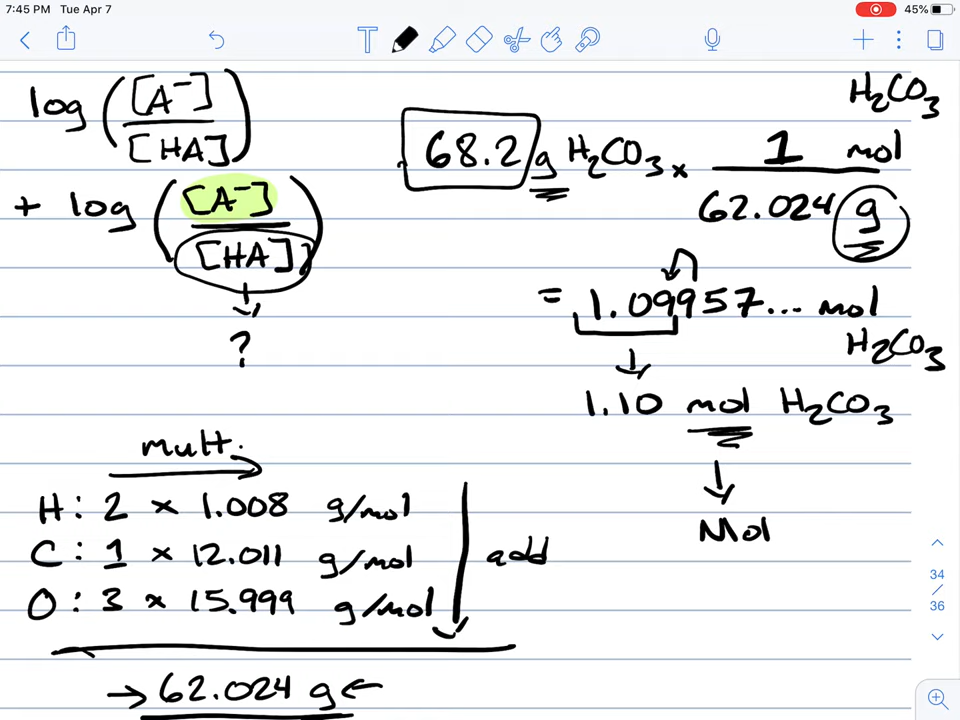 7:45 PM Tue Apr 7
45%
T
log ([A⁻] / [HA])
+ log ([A⁻] / [HA])
?
H₂CO₃
68.2 g H₂CO₃ × 1 mol / 62.024 g
= 1.09957... mol
H₂CO₃
1.10 mol H₂CO₃
Mol
mult.
H: 2 × 1.008 g/mol
C: 1 × 12.011 g/mol
O: 3 × 15.999 g/mol
add
→ 62.024 g ←
34
/
36